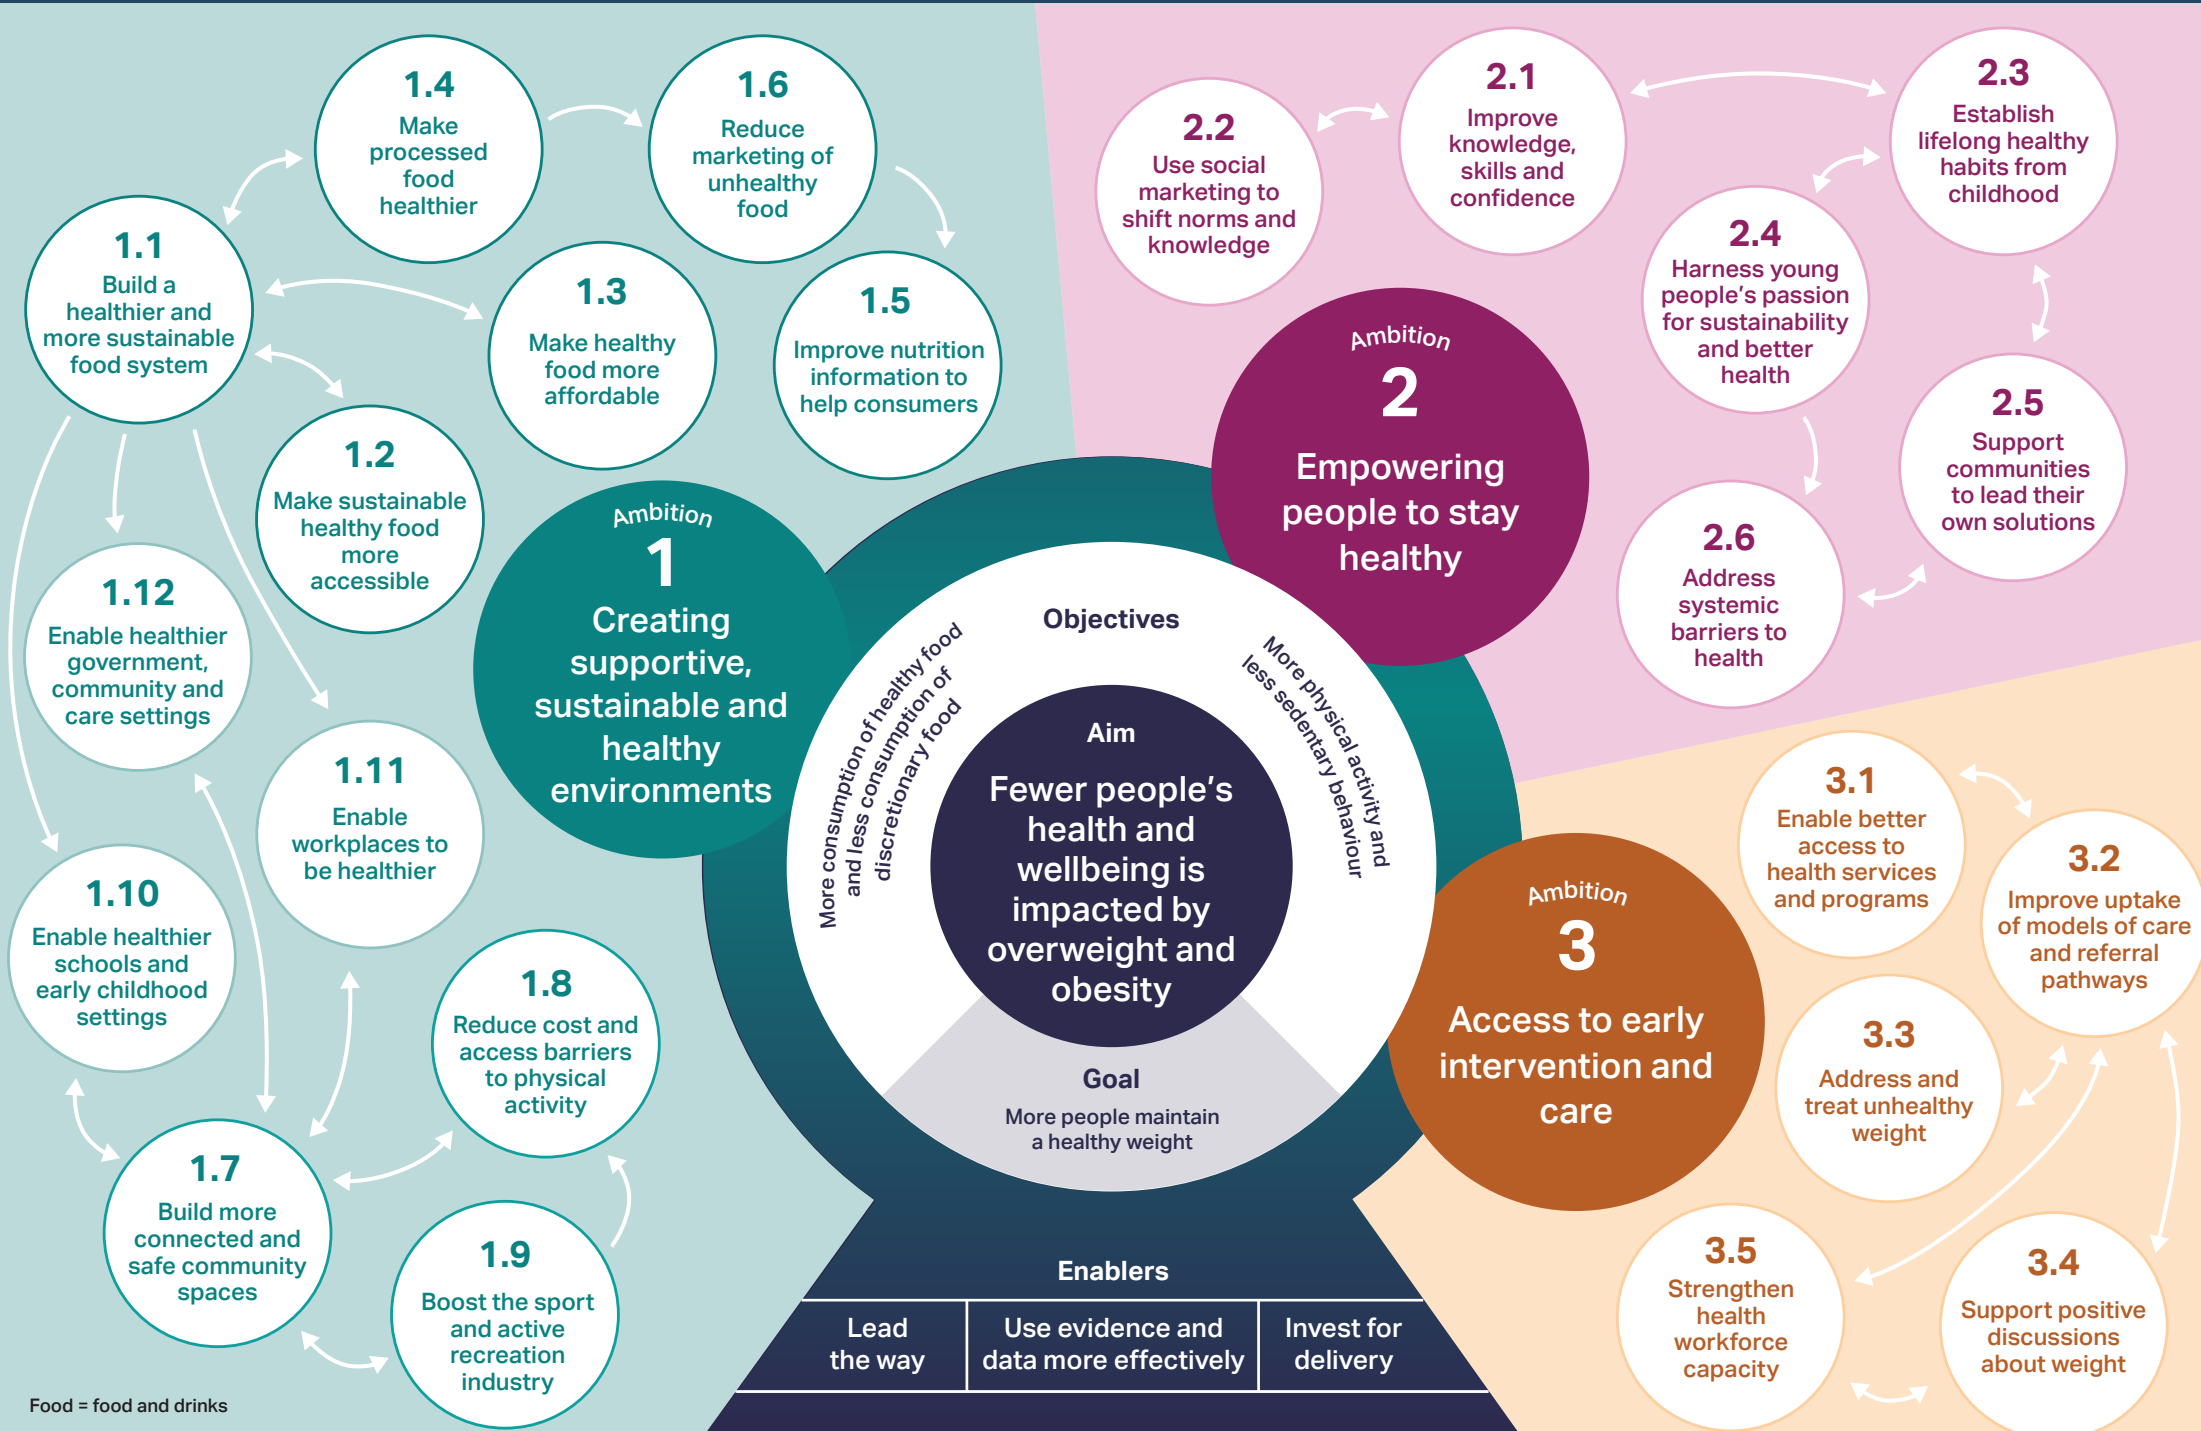 1.4
Make
processed
food
healthier
1.6
Reduce
marketing of
unhealthy
food
1.1
Build a
healthier and
more sustainable
food system
1.3
Make healthy
food more
affordable
1.5
Improve nutrition
information to
help consumers
1.2
Make sustainable
healthy food
more
accessible
1.12
Enable healthier
government,
community and
care settings
1.11
Enable
workplaces to
be healthier
1.10
Enable healthier
schools and
early childhood
settings
1.8
Reduce cost and
access barriers
to physical
activity
1.7
Build more
connected and
safe community
spaces
1.9
Boost the sport
and active
recreation
industry
Food = food and drinks
Ambition
1
Creating
supportive,
sustainable and
healthy
environments
2.2
Use social
marketing to
shift norms and
knowledge
2.1
Improve
knowledge,
skills and
confidence
2.3
Establish
lifelong healthy
habits from
childhood
2.4
Harness young
people's passion
for sustainability
and better
health
2.5
Support
communities
to lead their
own solutions
2.6
Address
systemic
barriers to
health
Ambition
2
Empowering
people to stay
healthy
Objectives
More consumption of healthy food
and less consumption of
discretionary food
More physical activity and
less sedentary behaviour
Aim
Fewer people's
health and
wellbeing is
impacted by
overweight and
obesity
Goal
More people maintain
a healthy weight
Ambition
3
Access to early
intervention and
care
3.1
Enable better
access to
health services
and programs
3.2
Improve uptake
of models of care
and referral
pathways
3.3
Address and
treat unhealthy
weight
3.5
Strengthen
health
workforce
capacity
3.4
Support positive
discussions
about weight
Enablers
Lead
the way
Use evidence and
data more effectively
Invest for
delivery